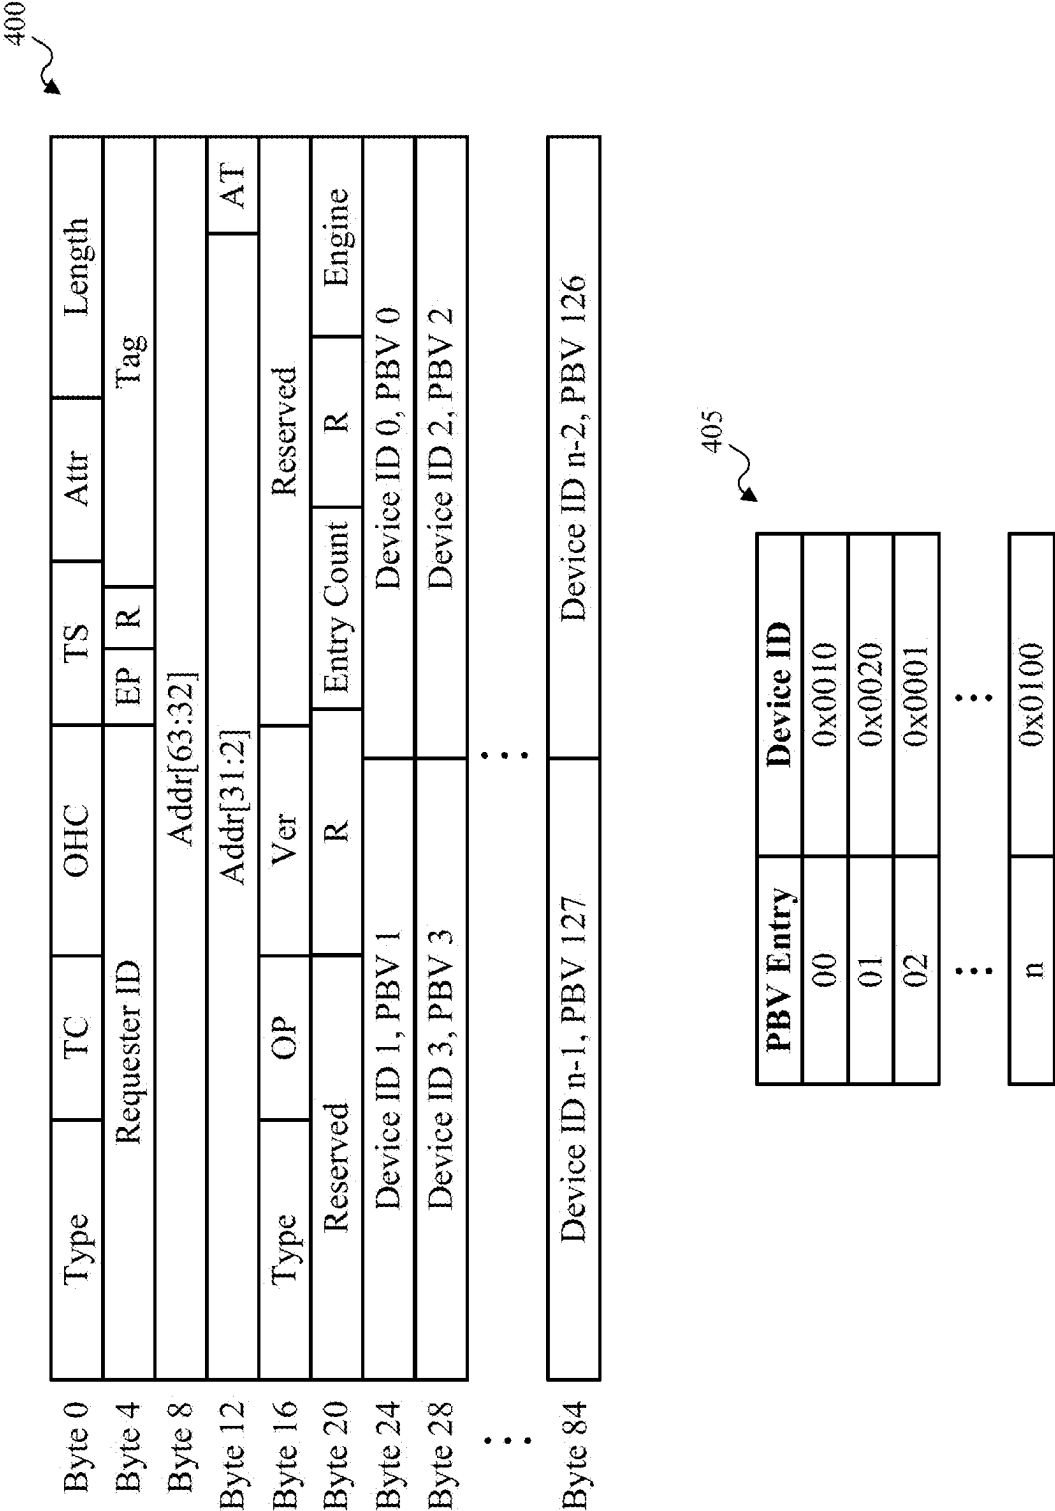 400
Byte 0 Type TC OHC TS Attr Length
Byte 4 Requester ID EP R Tag
Byte 8 Addr[63:32]
Byte 12 Addr[31:2] AT
Byte 16 Type OP Ver Reserved
Byte 20 Reserved R Entry Count R Engine
Byte 24 Device ID 1, PBV 1 Device ID 0, PBV 0
Byte 28 Device ID 3, PBV 3 Device ID 2, PBV 2
... ...
Byte 84 Device ID n-1, PBV 127 Device ID n-2, PBV 126
405
PBV Entry Device ID
00 0x0010
01 0x0020
02 0x0001
... ...
n 0x0100